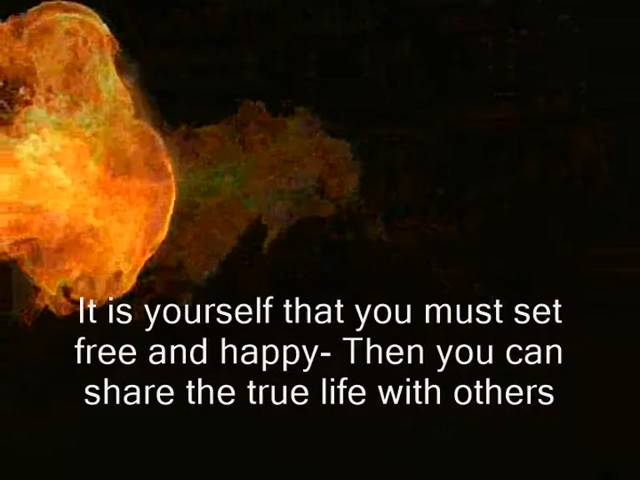 It is yourself that you must set
free and happy- Then you can
share the true life with others